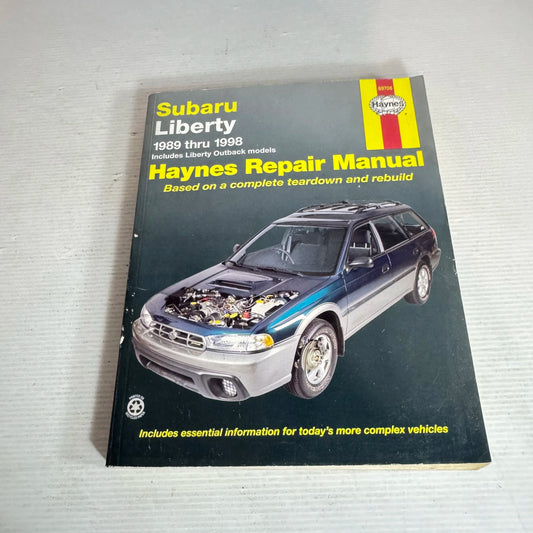 Subaru
Liberty
1989 thru 1998
Includes Liberty Outback models
Haynes
Haynes Repair Manual
Based on a complete teardown and rebuild
Includes essential information for today's more complex vehicles